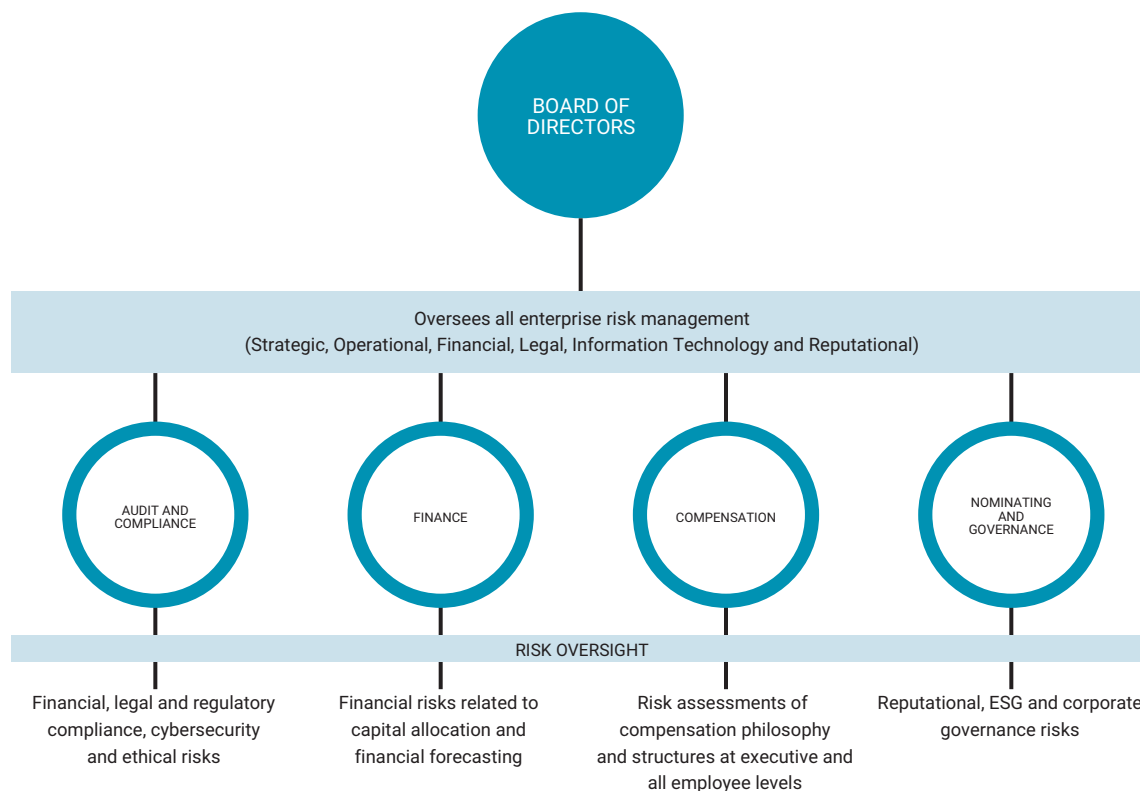 BOARD OF
DIRECTORS
Oversees all enterprise risk management
(Strategic, Operational, Financial, Legal, Information Technology and Reputational)
AUDIT AND
COMPLIANCE
FINANCE
COMPENSATION
NOMINATING
AND
GOVERNANCE
RISK OVERSIGHT
Financial, legal and regulatory
compliance, cybersecurity
and ethical risks
Financial risks related to
capital allocation and
financial forecasting
Risk assessments of
compensation philosophy
and structures at executive and
all employee levels
Reputational, ESG and corporate
governance risks